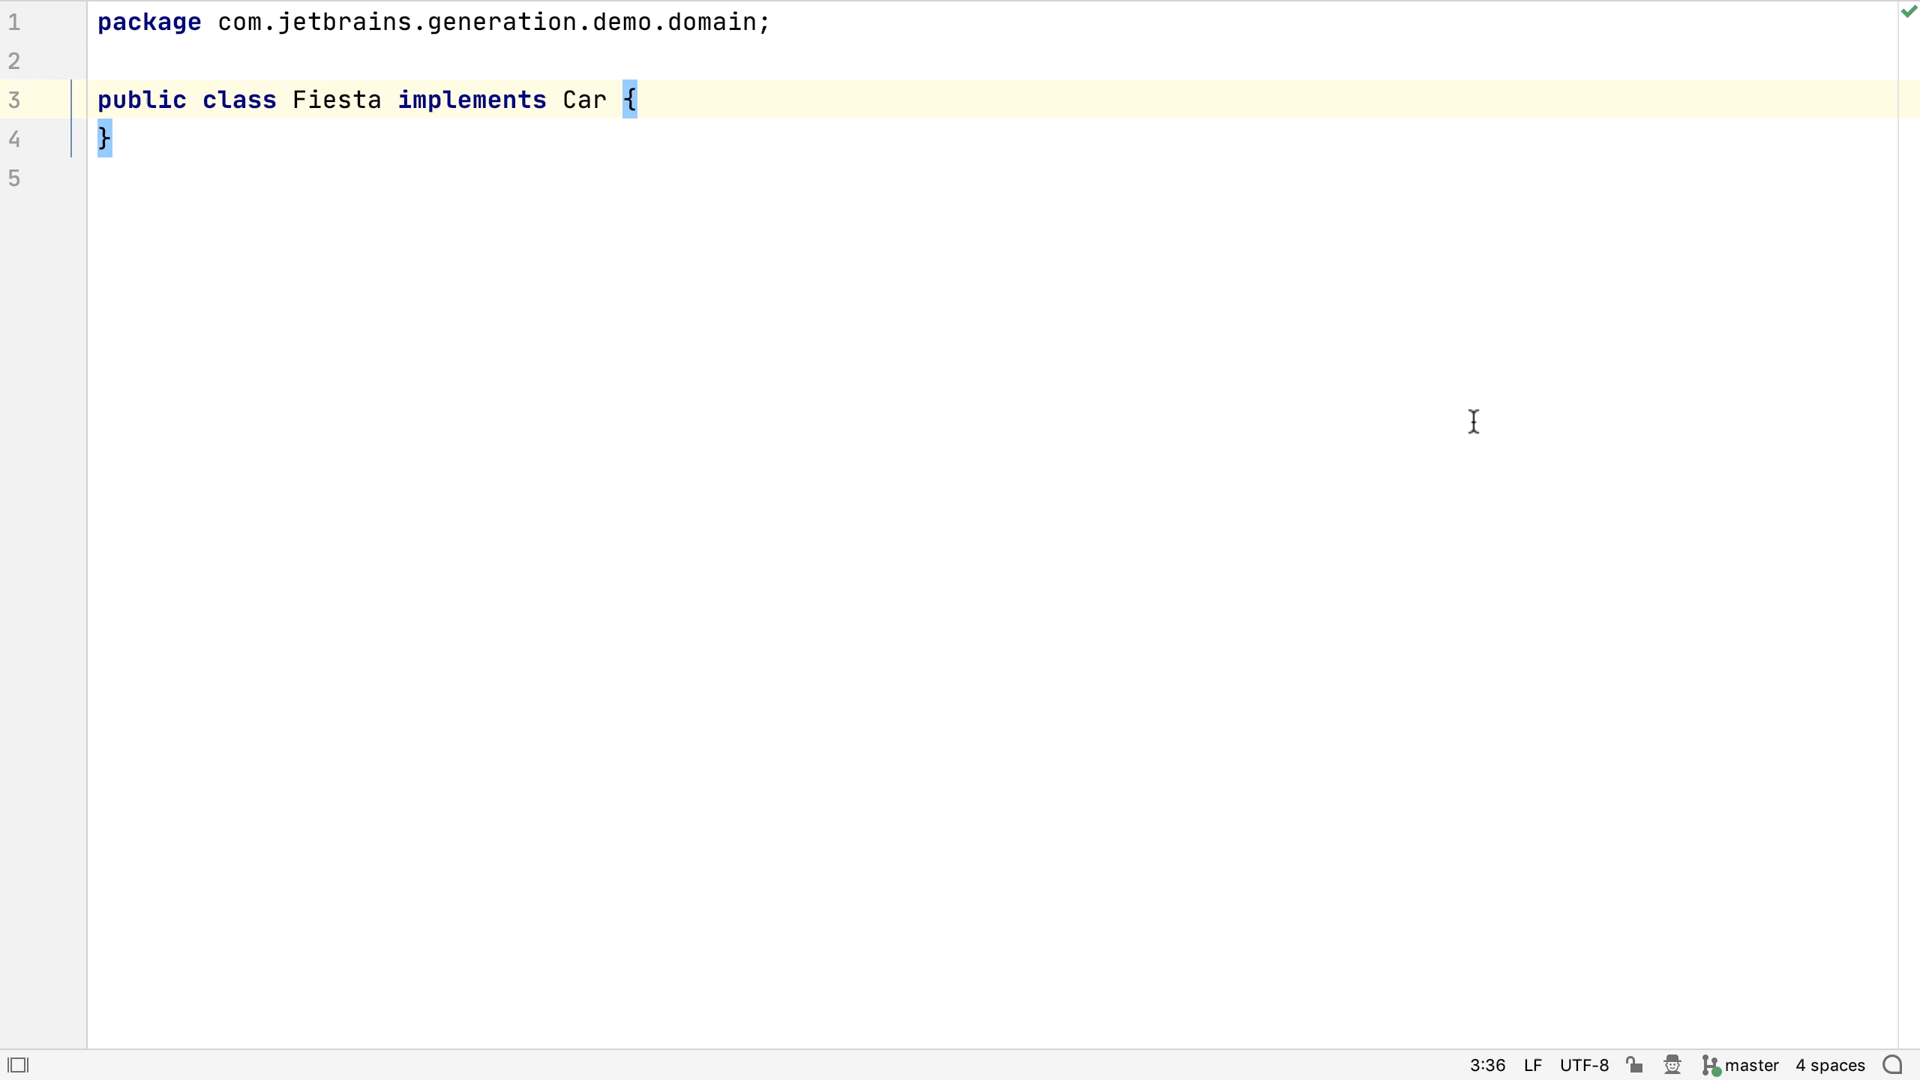 1 package com.jetbrains.generation.demo.domain;
2
3 public class Fiesta implements Car {
4 }
5
3:36 LF UTF-8 master 4 spaces